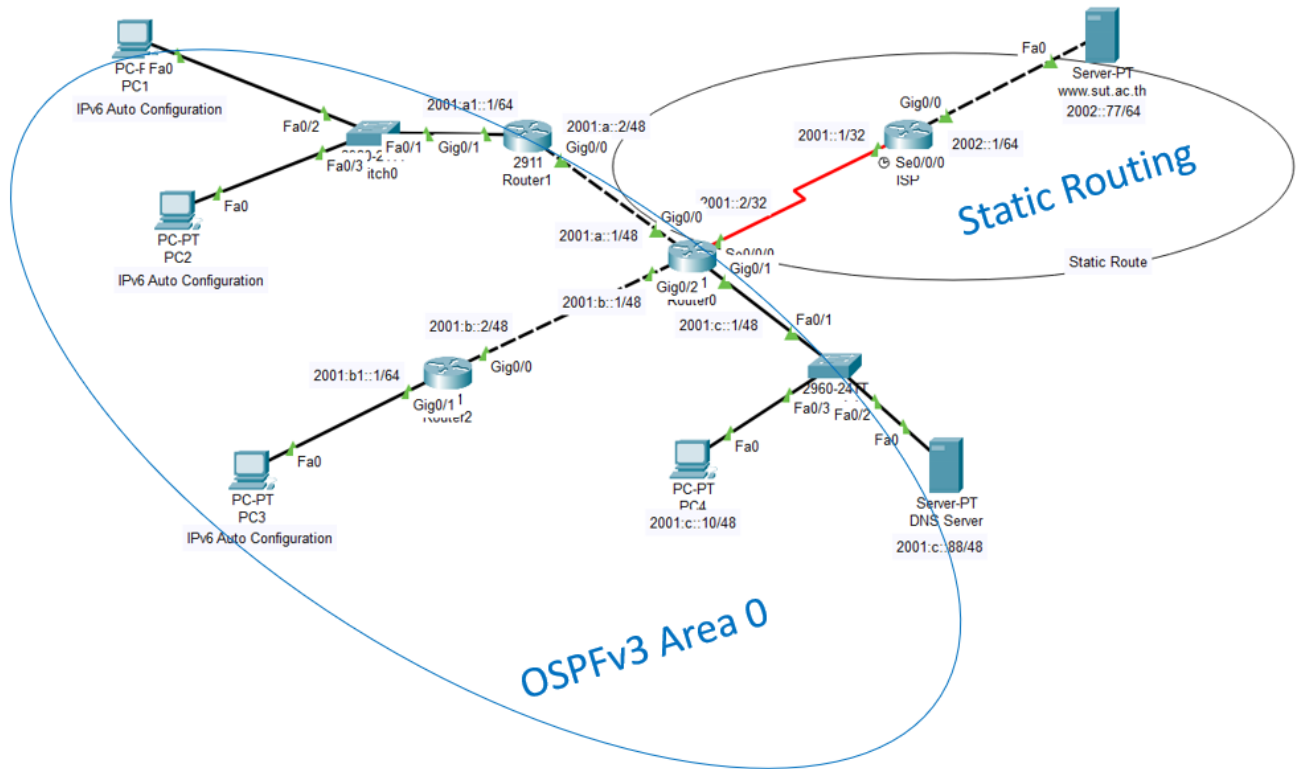 Fa0
PC1
IPv6 Auto Configuration
Fa0/2
Fa0/3
Fa0/1
Fa0
PC-PT
PC2
IPv6 Auto Configuration
2001:a1::1/64
Gig0/1
2911
Router1
2001:a::2/48
Gig0/0
Gig0/0
2001:a::1/48
2001::1/32
Gig0/0
2002::1/64
Se0/0/0
ISP
Fa0
Server-PT
www.sut.ac.th
2002::77/64
Static Routing
Static Route
2001::2/32
Gig0/1
Gig0/2
Router0
2001:b::1/48
2001:c::1/48
2001:b::2/48
Gig0/0
2001:b1::1/64
Gig0/1
Router2
Fa0
PC-PT
PC3
IPv6 Auto Configuration
Fa0/1
Fa0/3
Fa0/2
Fa0
PC-PT
PC4
2001:c::10/48
Fa0
Server-PT
DNS Server
2001:c::88/48
OSPFv3 Area 0